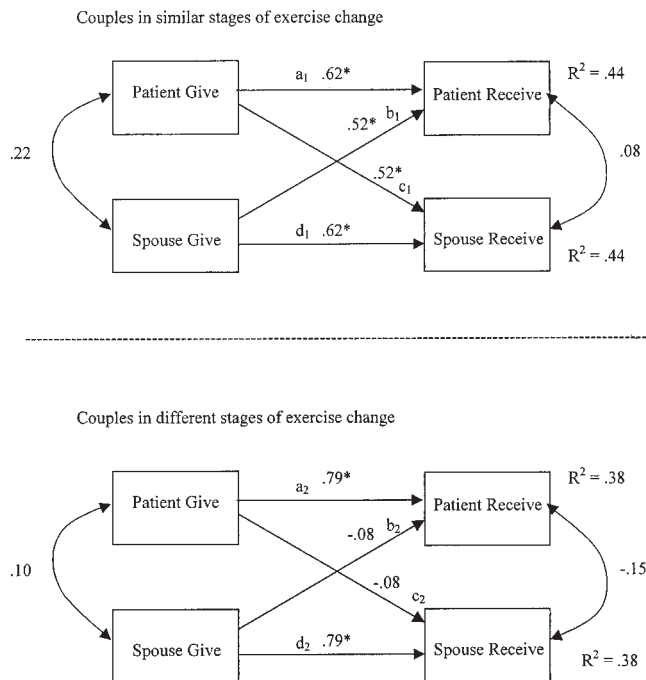 Couples in similar stages of exercise change
a₁ .62*
R² = .44
Patient Give
Patient Receive
.52* b₁
.22
.08
.52*
c₁
Spouse Give
d₁ .62*
Spouse Receive
R² = .44
Couples in different stages of exercise change
a₂ .79*
R² = .38
Patient Give
Patient Receive
-.08 b₂
.10
-.15
-.08
c₂
Spouse Give
d₂ .79*
Spouse Receive
R² = .38